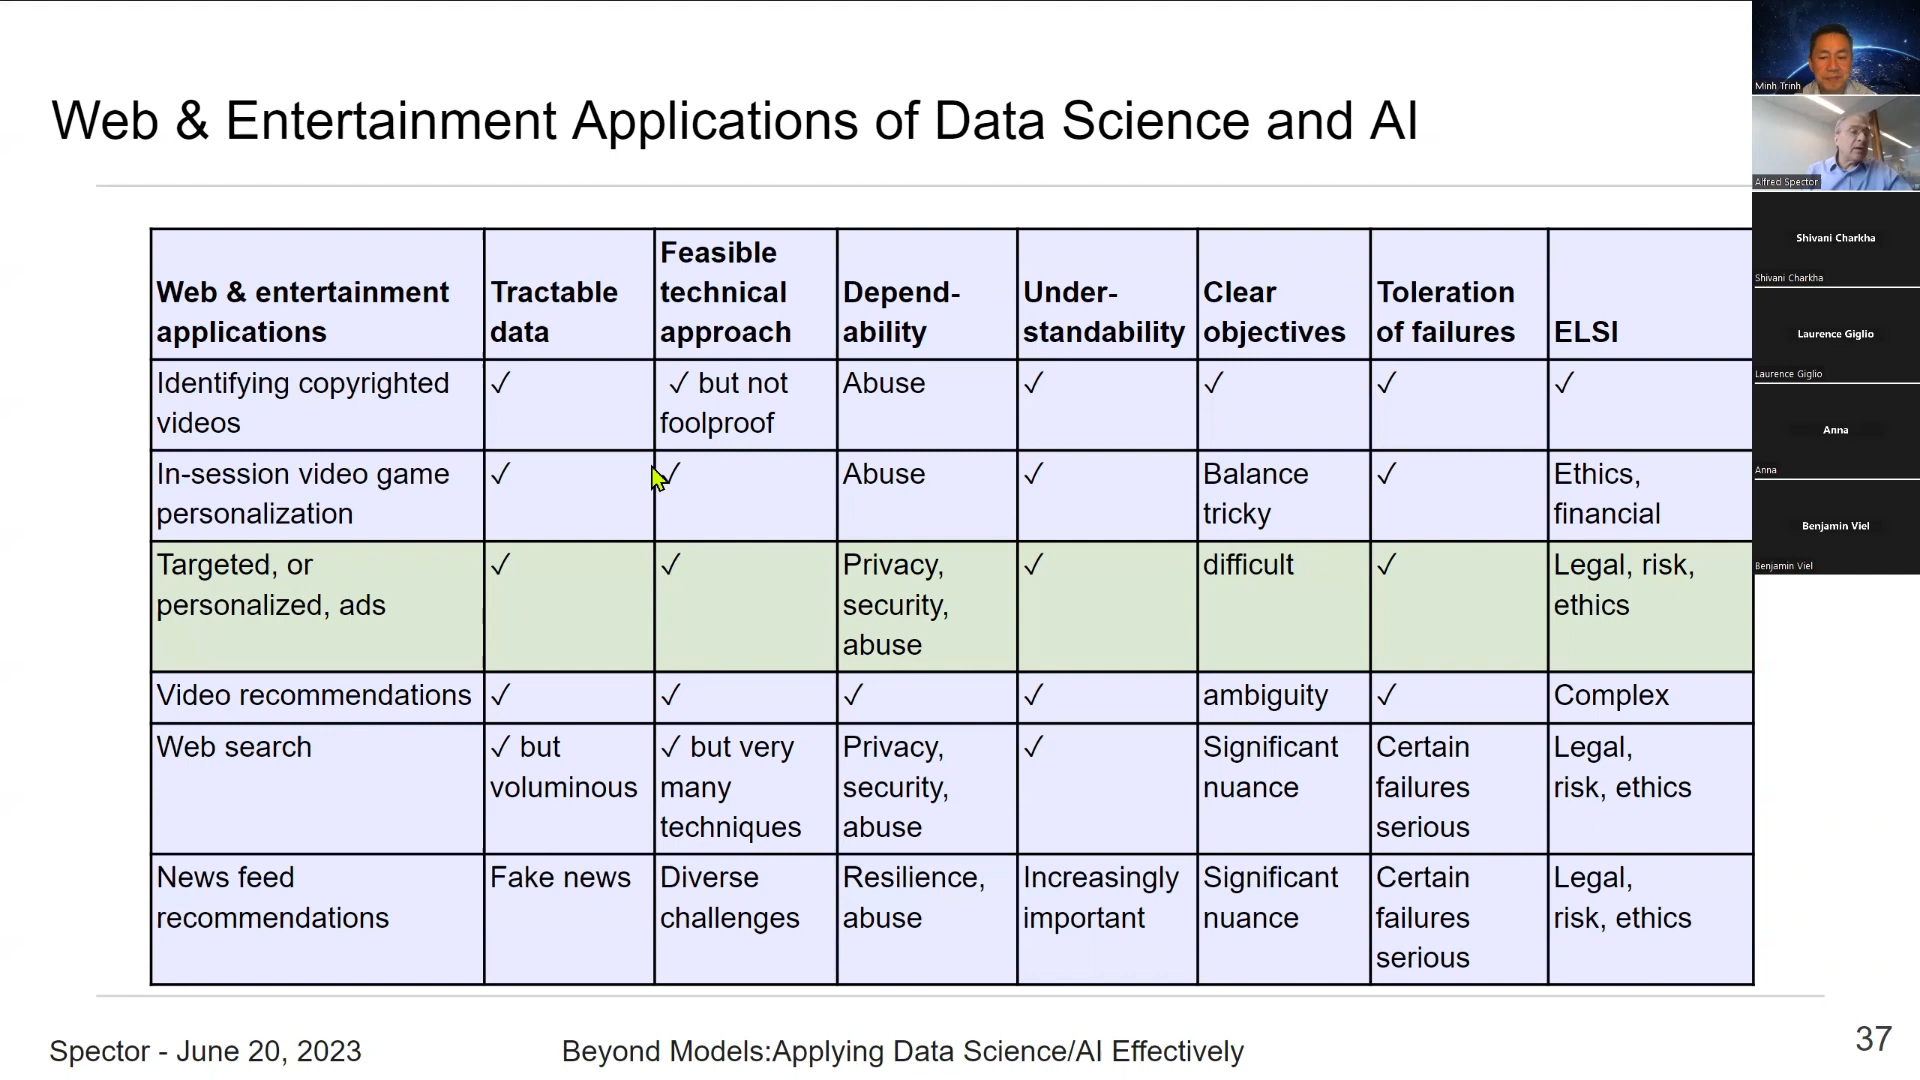 Web & Entertainment Applications of Data Science and AI
Web & entertainment applications | Tractable data | Feasible technical approach | Depend-ability | Under-standability | Clear objectives | Toleration of failures | ELSI
Identifying copyrighted videos | ✓ | ✓ but not foolproof | Abuse | ✓ | ✓ | ✓ | ✓
In-session video game personalization | ✓ | ✓ | Abuse | ✓ | Balance tricky | ✓ | Ethics, financial
Targeted, or personalized, ads | ✓ | ✓ | Privacy, security, abuse | ✓ | difficult | ✓ | Legal, risk, ethics
Video recommendations | ✓ | ✓ | ✓ | ✓ | ambiguity | ✓ | Complex
Web search | ✓ but voluminous | ✓ but very many techniques | Privacy, security, abuse | ✓ | Significant nuance | Certain failures serious | Legal, risk, ethics
News feed recommendations | Fake news | Diverse challenges | Resilience, abuse | Increasingly important | Significant nuance | Certain failures serious | Legal, risk, ethics
Spector - June 20, 2023
Beyond Models:Applying Data Science/AI Effectively
37
Minh Trinh
Alfred Spector
Shivani Charkha
Shivani Charkha
Laurence Giglio
Laurence Giglio
Anna
Anna
Benjamin Viel
Benjamin Viel